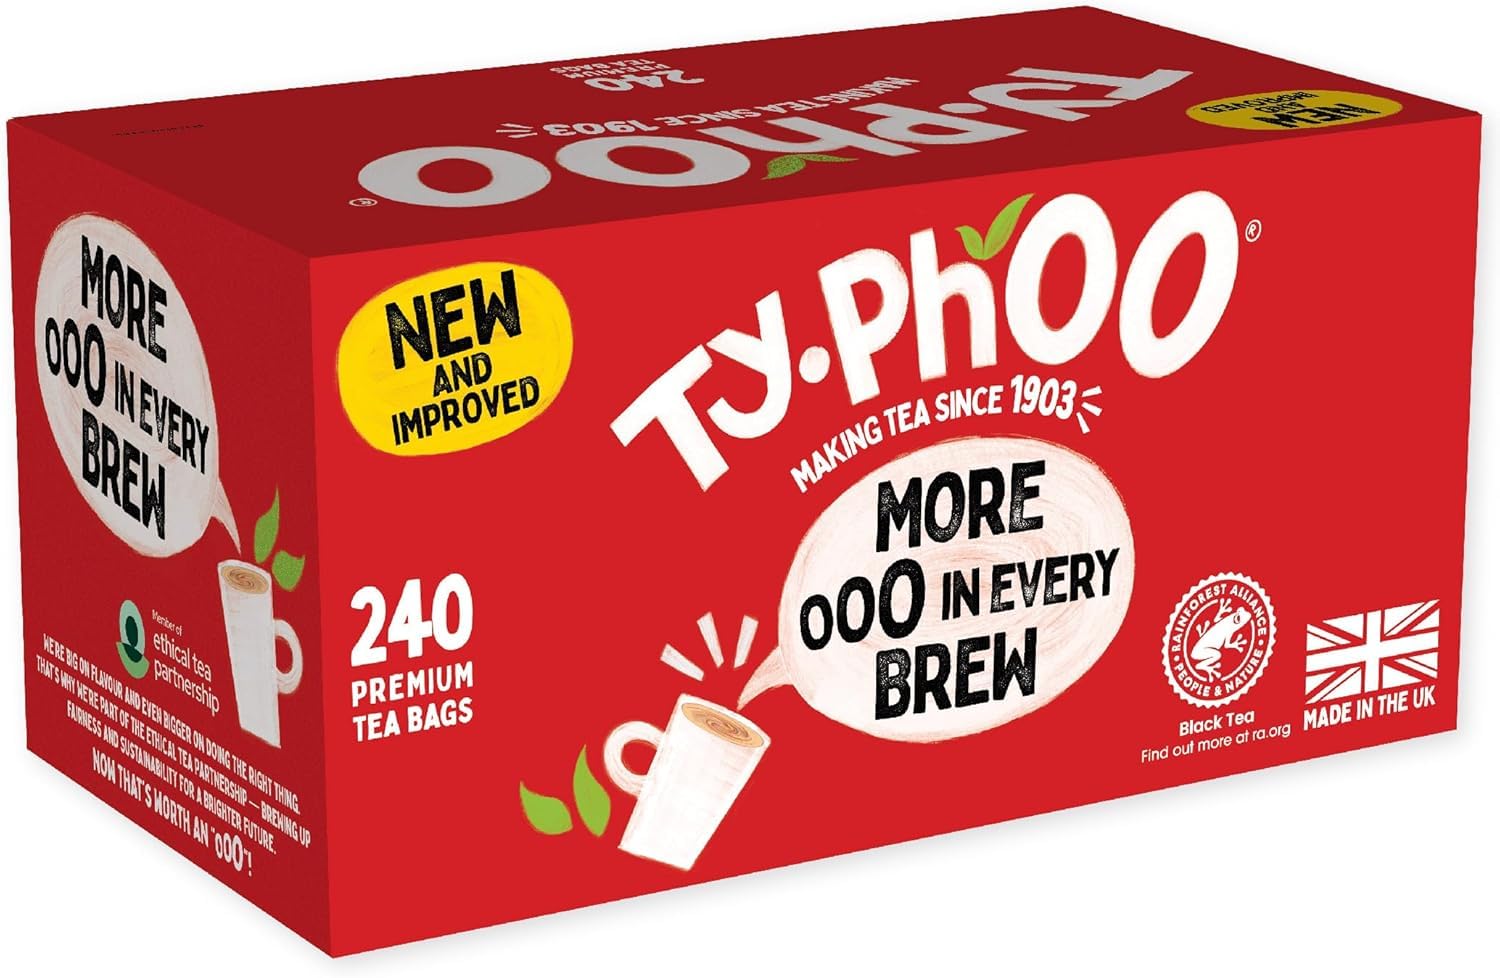 240
PREMIUM
TEA BAGS
MAKING TEA SINCE 1903
TY.PHOO®
NEW
AND
IMPROVED
MORE
OOO IN EVERY
BREW
Member of
ethical tea
partnership
WE'RE BIG ON FLAVOUR AND EVEN BIGGER ON DOING THE RIGHT THING.
THAT'S WHY WE'RE PART OF THE ETHICAL TEA PARTNERSHIP – BREWING UP
FAIRNESS AND SUSTAINABILITY FOR A BRIGHTER FUTURE.
NOW THAT'S WORTH AN "OOO"!
NEW
AND
IMPROVED
TY.PHOO®
MAKING TEA SINCE 1903
MORE
OOO IN EVERY
BREW
240
PREMIUM
TEA BAGS
RAINFOREST ALLIANCE
PEOPLE & NATURE
Black Tea
Find out more at ra.org
MADE IN THE UK